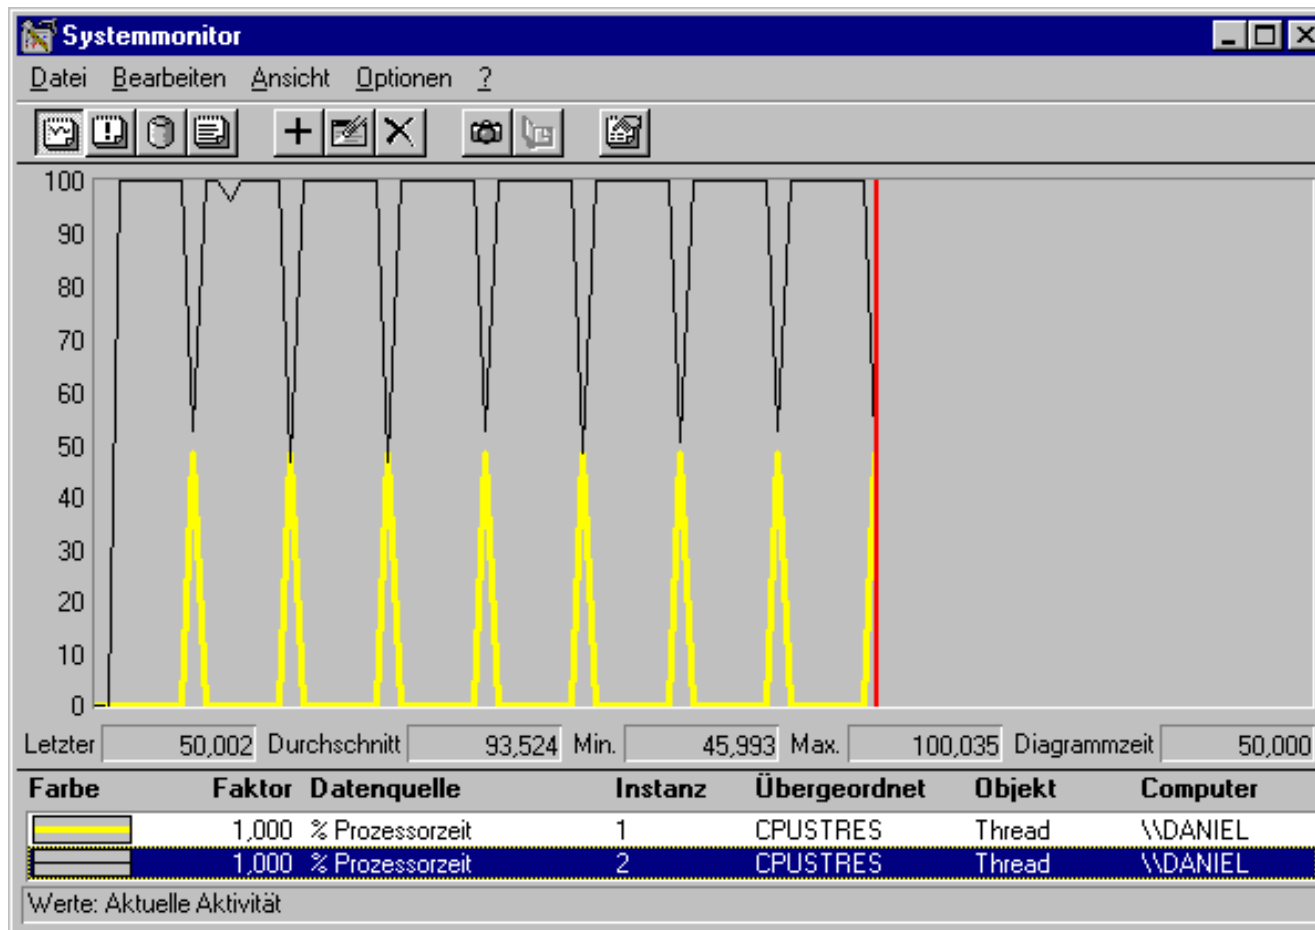 Systemmonitor
Datei Bearbeiten Ansicht Optionen ?
100
90
80
70
60
50
40
30
20
10
0
Letzter 50,002 Durchschnitt 93,524 Min. 45,993 Max. 100,035 Diagrammzeit 50,000
Farbe Faktor Datenquelle Instanz Übergeordnet Objekt Computer
1,000 % Prozessorzeit 1 CPUSTRES Thread \\DANIEL
1,000 % Prozessorzeit 2 CPUSTRES Thread \\DANIEL
Werte: Aktuelle Aktivität